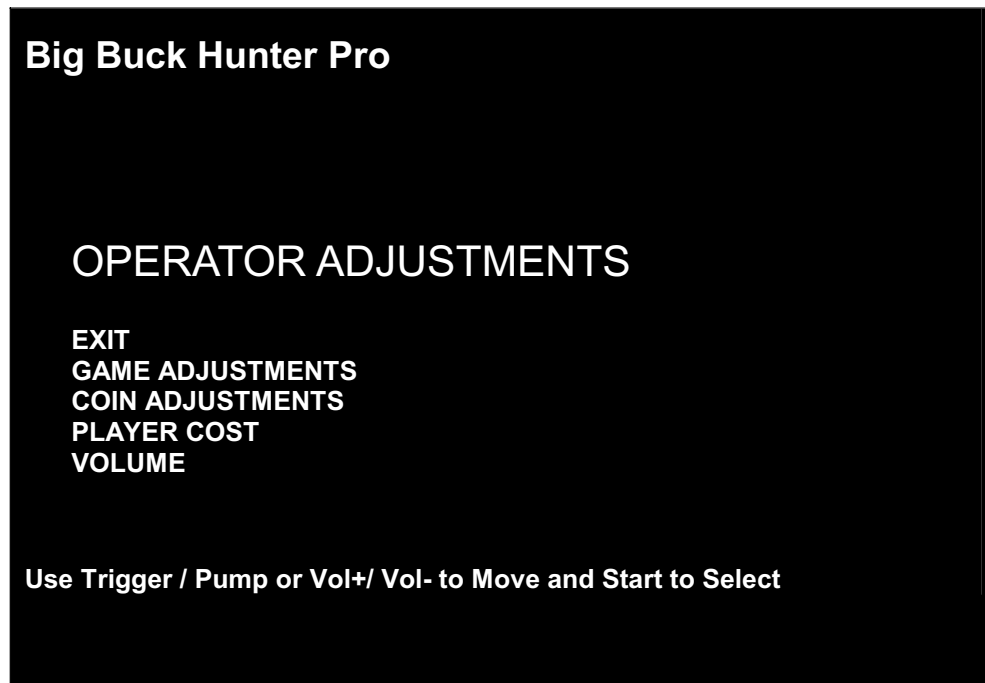 Big Buck Hunter Pro
OPERATOR ADJUSTMENTS
EXIT
GAME ADJUSTMENTS
COIN ADJUSTMENTS
PLAYER COST
VOLUME
Use Trigger / Pump or Vol+/ Vol- to Move and Start to Select